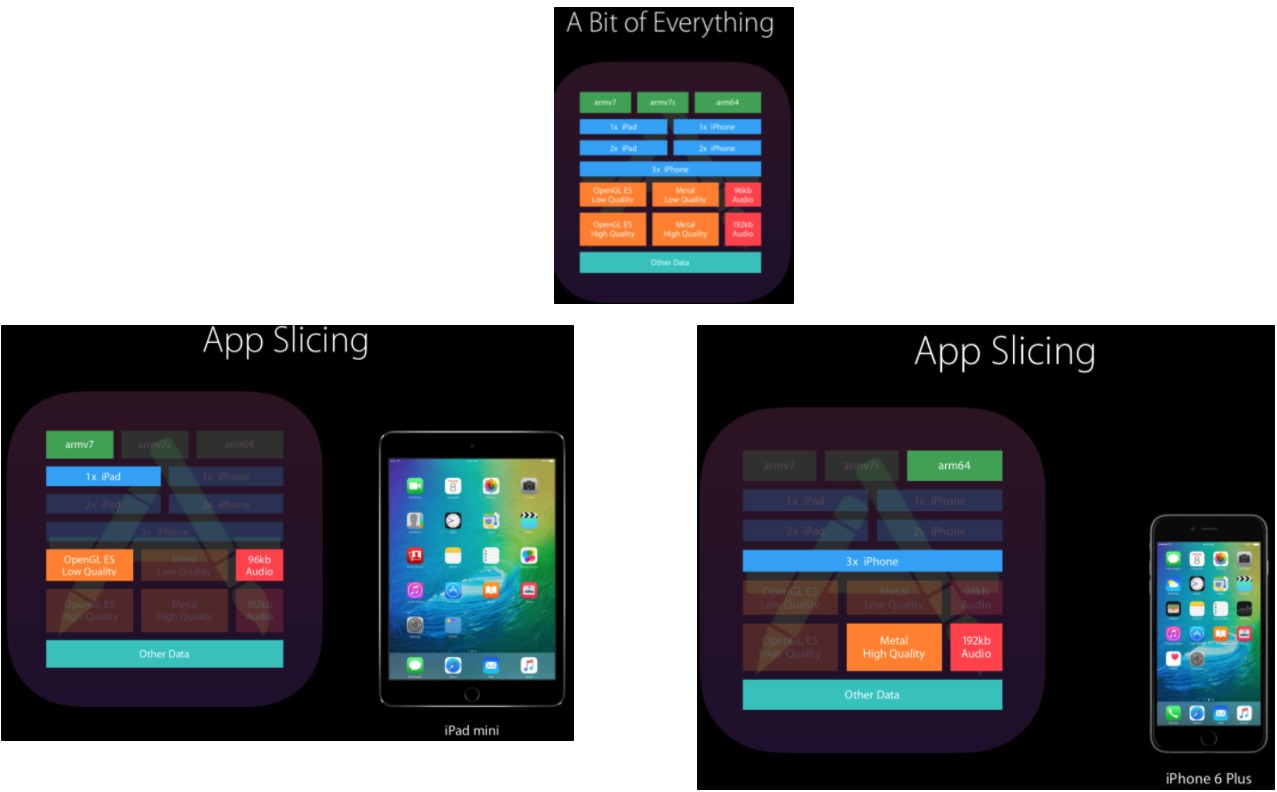 A Bit of Everything
armv7 armv7s arm64
1x iPad 1x iPhone
2x iPad 2x iPhone
3x iPhone
OpenGL ES Metal 96kb
Low Quality Low Quality Audio
OpenGL ES Metal 192kb
High Quality High Quality Audio
Other Data
App Slicing
armv7 armv7s arm64
1x iPad 1x iPhone
2x iPad 2x iPhone
3x iPhone
OpenGL ES Metal 96kb
Low Quality Low Quality Audio
OpenGL ES Metal 192kb
High Quality High Quality Audio
Other Data
iPad mini
App Slicing
armv7 armv7s arm64
1x iPad 1x iPhone
2x iPad 2x iPhone
3x iPhone
OpenGL ES Metal 96kb
Low Quality Low Quality Audio
OpenGL ES Metal 192kb
High Quality High Quality Audio
Other Data
iPhone 6 Plus